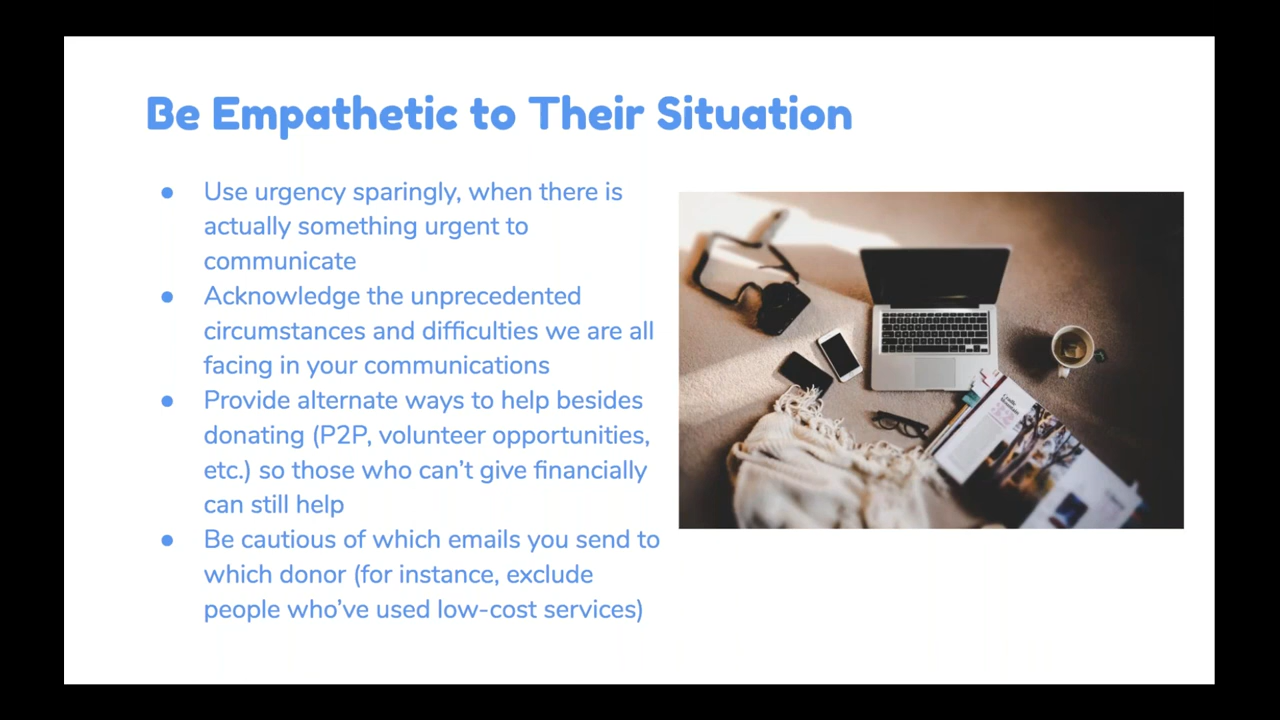 Be Empathetic to Their Situation
● Use urgency sparingly, when there is
actually something urgent to
communicate
● Acknowledge the unprecedented
circumstances and difficulties we are all
facing in your communications
● Provide alternate ways to help besides
donating (P2P, volunteer opportunities,
etc.) so those who can’t give financially
can still help
● Be cautious of which emails you send to
which donor (for instance, exclude
people who’ve used low-cost services)